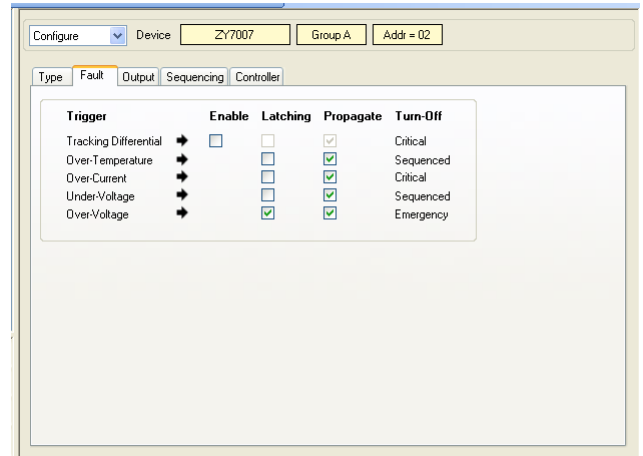 Configure Device ZY7007 Group A Addr = 02
Type Fault Output Sequencing Controller
Trigger Enable Latching Propagate Turn-Off
Tracking Differential Critical
Over-Temperature Sequenced
Over-Current Critical
Under-Voltage Sequenced
Over-Voltage Emergency